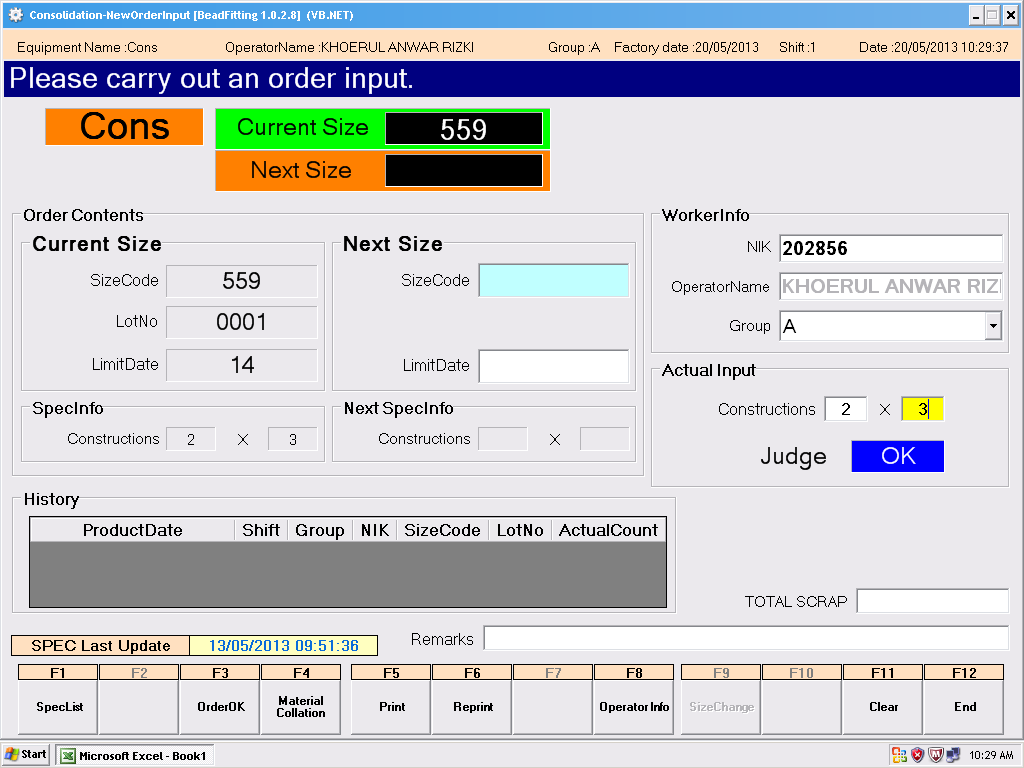 Consolidation-NewOrderInput [BeadFitting 1.0.2.8] (VB.NET)
Equipment Name :Cons OperatorName :KHOERUL ANWAR RIZKI Group :A Factory date :20/05/2013 Shift :1 Date :20/05/2013 10:29:37
Please carry out an order input.
Cons
Current Size 559
Next Size
Order Contents
Current Size
SizeCode 559
LotNo 0001
LimitDate 14
Next Size
SizeCode
LimitDate
SpecInfo
Constructions 2 X 3
Next SpecInfo
Constructions X
WorkerInfo
NIK 202856
OperatorName KHOERUL ANWAR RIZI
Group A
Actual Input
Constructions 2 X 3
Judge OK
History
ProductDate Shift Group NIK SizeCode LotNo ActualCount
TOTAL SCRAP
Remarks
SPEC Last Update 13/05/2013 09:51:36
F1 F2 F3 F4 F5 F6 F7 F8 F9 F10 F11 F12
SpecList OrderOK Material Collation Print Reprint Operator Info SizeChange Clear End
Start Microsoft Excel - Book1 10:29 AM